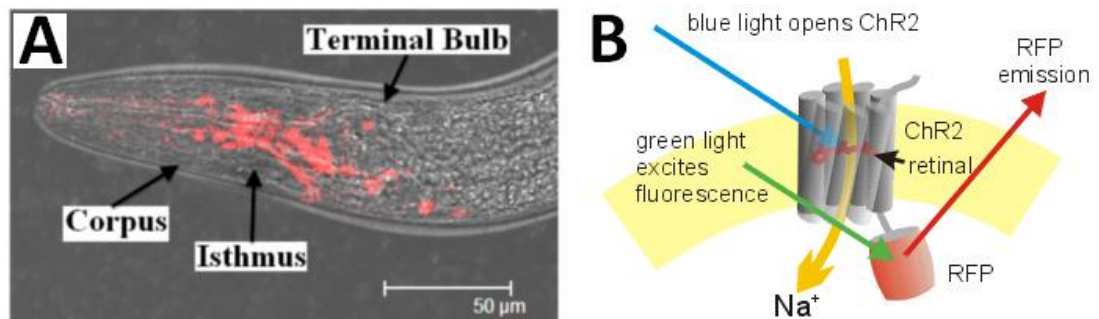 A
Terminal Bulb
Corpus
Isthmus
50 µm
B
blue light opens ChR2
RFP
emission
green light
excites
fluorescence
ChR2
retinal
RFP
Na⁺